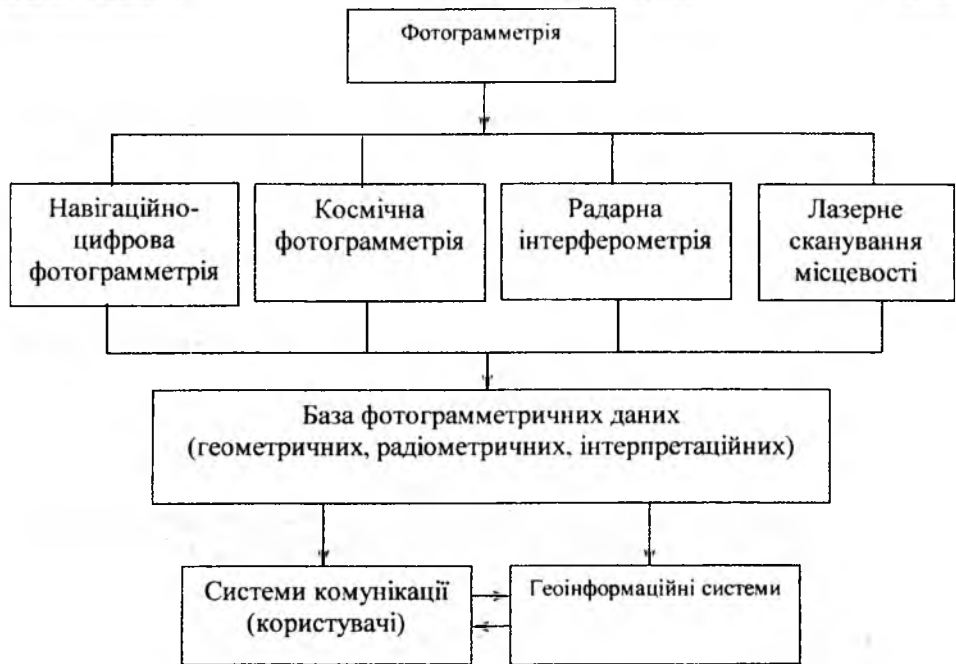 Фотограмметрія
Навігаційно-
цифрова
фотограмметрія
Космічна
фотограмметрія
Радарна
інтерферометрія
Лазерне
сканування
місцевості
База фотограмметричних даних
(геометричних, радіометричних, інтерпретаційних)
Системи комунікації
(користувачі)
Геоінформаційні системи